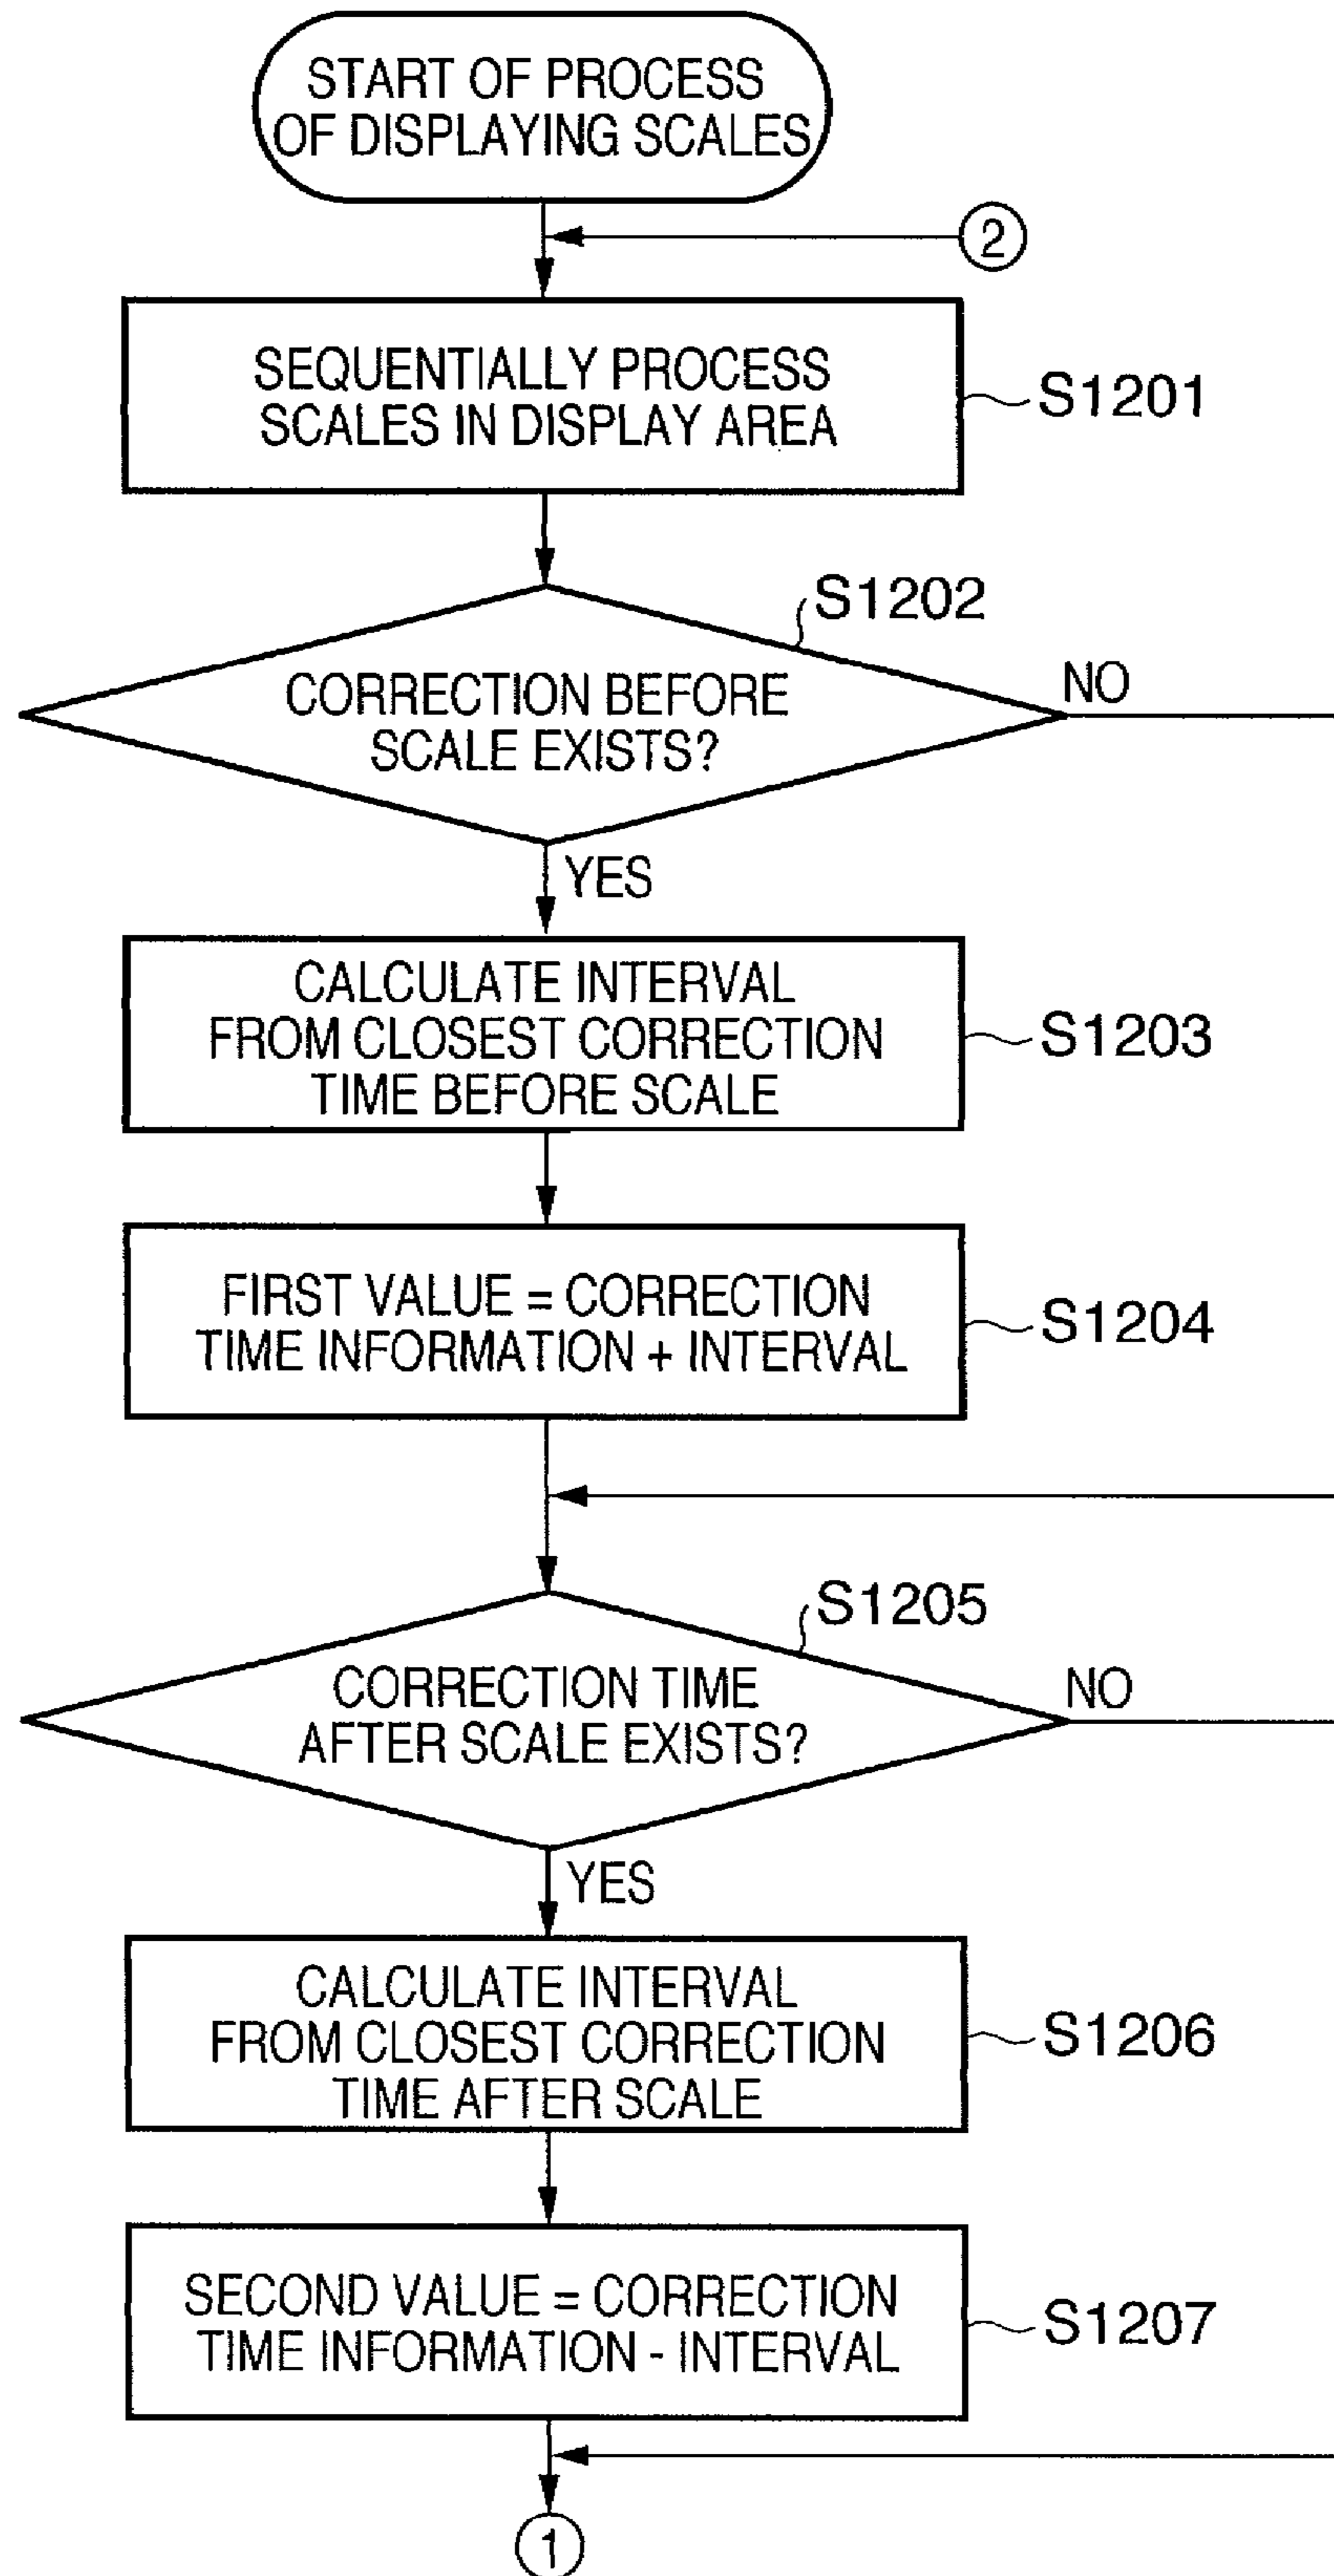 START OF PROCESS
OF DISPLAYING SCALES
2
SEQUENTIALLY PROCESS
SCALES IN DISPLAY AREA
S1201
S1202
CORRECTION BEFORE
SCALE EXISTS?
NO
YES
CALCULATE INTERVAL
FROM CLOSEST CORRECTION
TIME BEFORE SCALE
S1203
FIRST VALUE = CORRECTION
TIME INFORMATION + INTERVAL
S1204
S1205
CORRECTION TIME
AFTER SCALE EXISTS?
NO
YES
CALCULATE INTERVAL
FROM CLOSEST CORRECTION
TIME AFTER SCALE
S1206
SECOND VALUE = CORRECTION
TIME INFORMATION - INTERVAL
S1207
1